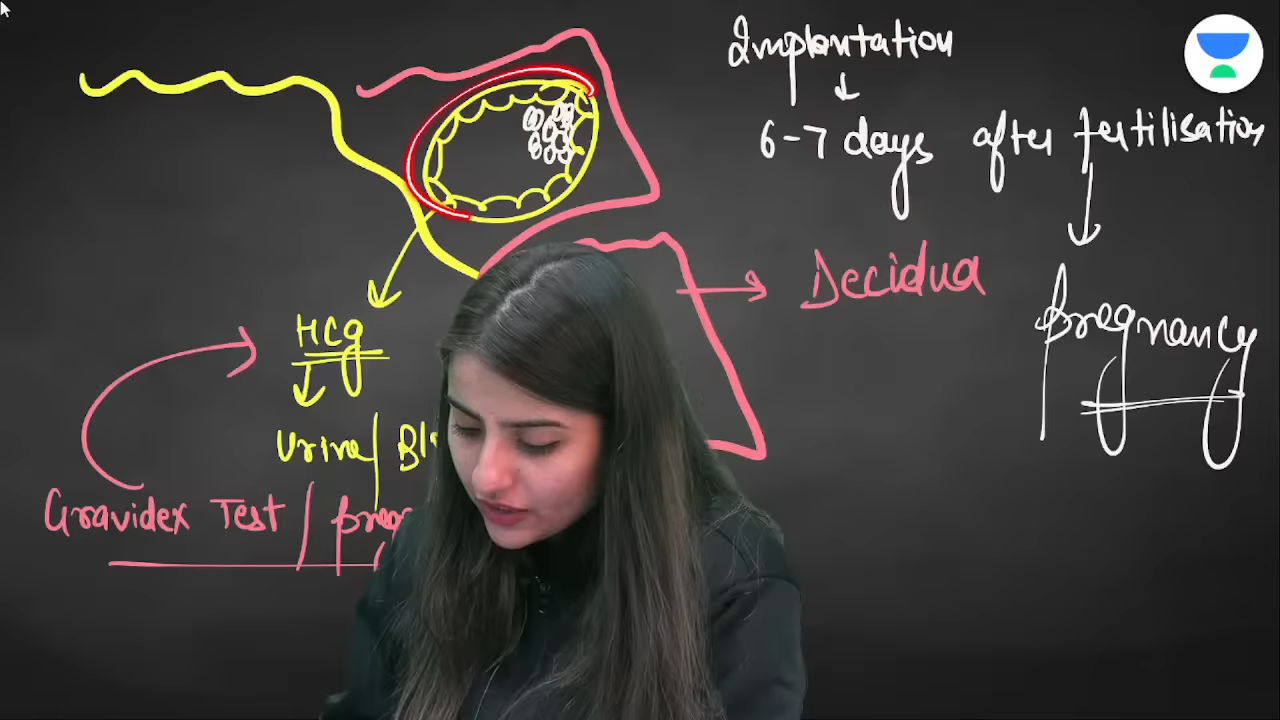 Implantation
6-7 days after fertilisation
Pregnancy
Decidua
HCg
Urine/
Gravidex Test /